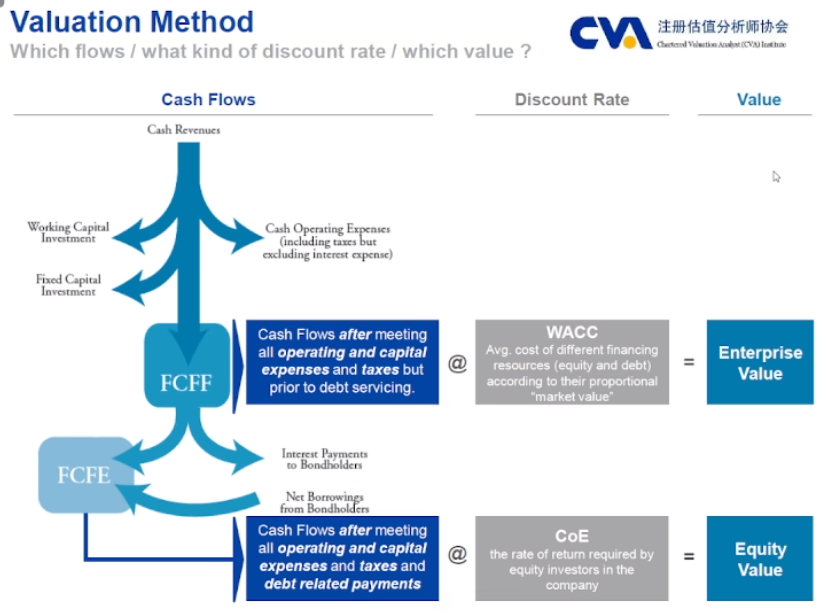 Valuation Method
Which flows / what kind of discount rate / which value ?
CVA
注册估值分析师协会
Chartered Valuation Analyst (CVA) Institute
Cash Flows
Discount Rate
Value
Cash Revenues
Working Capital
Investment
Cash Operating Expenses
(including taxes but
excluding interest expense)
Fixed Capital
Investment
FCFF
Cash Flows after meeting
all operating and capital
expenses and taxes but
prior to debt servicing.
@
WACC
Avg. cost of different financing
resources (equity and debt)
according to their proportional
“market value”
=
Enterprise
Value
FCFE
Interest Payments
to Bondholders
Net Borrowings
from Bondholders
Cash Flows after meeting
all operating and capital
expenses and taxes and
debt related payments
@
CoE
the rate of return required by
equity investors in the
company
=
Equity
Value